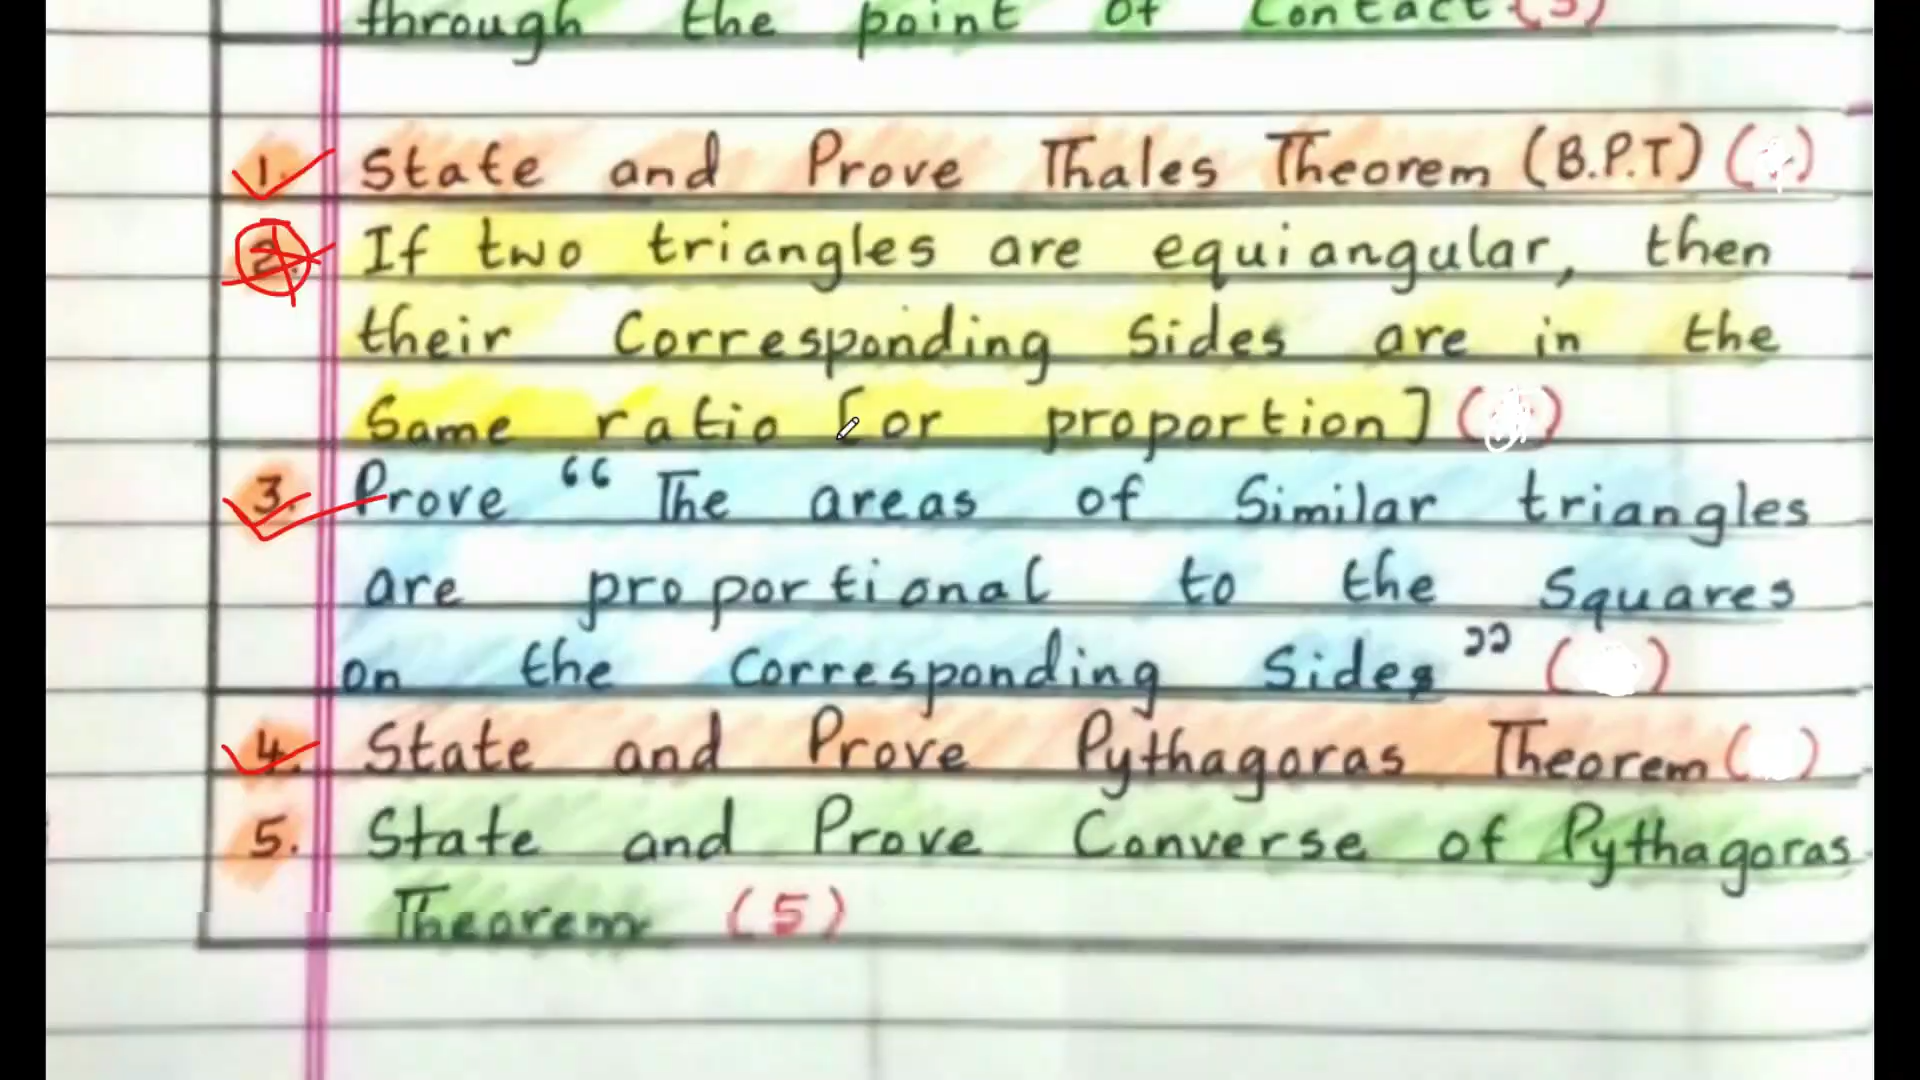 through the point of Contact (5)
1. State and Prove Thales Theorem (B.P.T) ( )
2. If two triangles are equiangular, then
their Corresponding Sides are in the
Same ratio [or proportion] ( )
3. Prove “ The areas of Similar triangles
are proportional to the Squares
on the Corresponding Sides ” ( )
4. State and Prove Pythagoras Theorem ( )
5. State and Prove Converse of Pythagoras
Theorem (5)